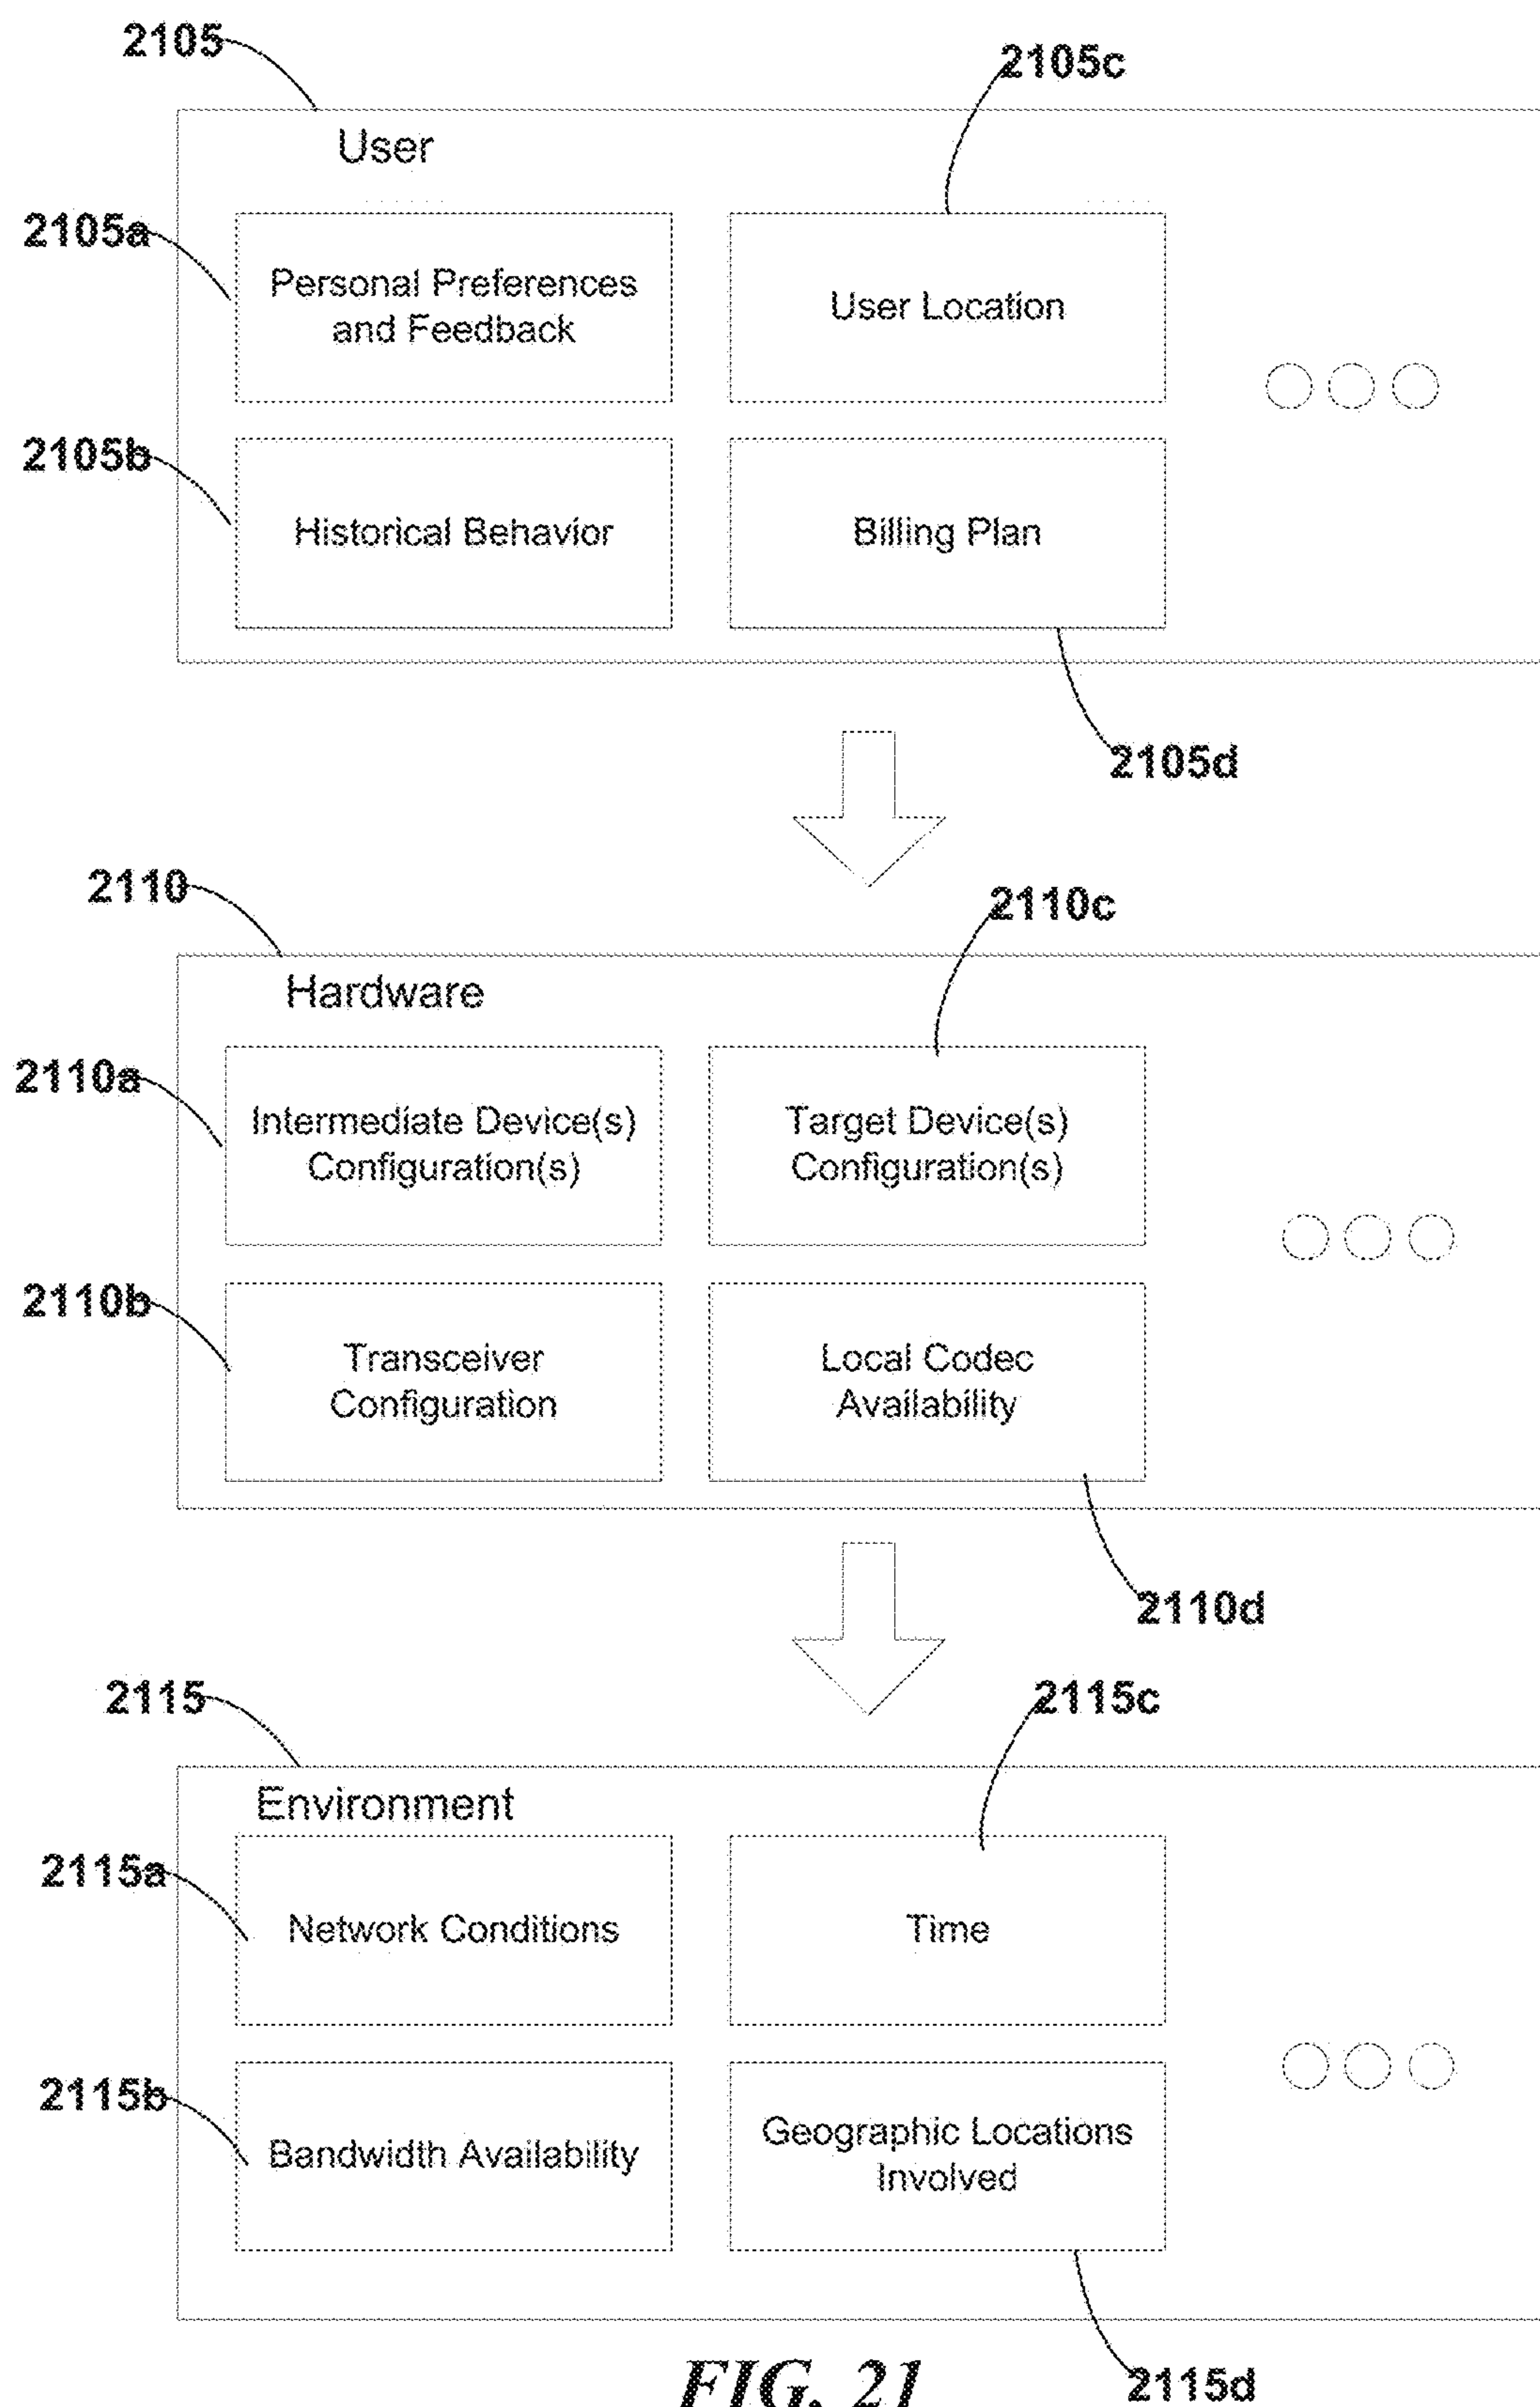 2105
2105c
User
2105a
Personal Preferences
and Feedback
User Location
2105b
Historical Behavior
Billing Plan
2105d
2110
2110c
Hardware
2110a
Intermediate Device(s)
Configuration(s)
Target Device(s)
Configuration(s)
2110b
Transceiver
Configuration
Local Codec
Availability
2110d
2115
2115c
Environment
2115a
Network Conditions
Time
2115b
Bandwidth Availability
Geographic Locations
Involved
2115d
FIG. 21